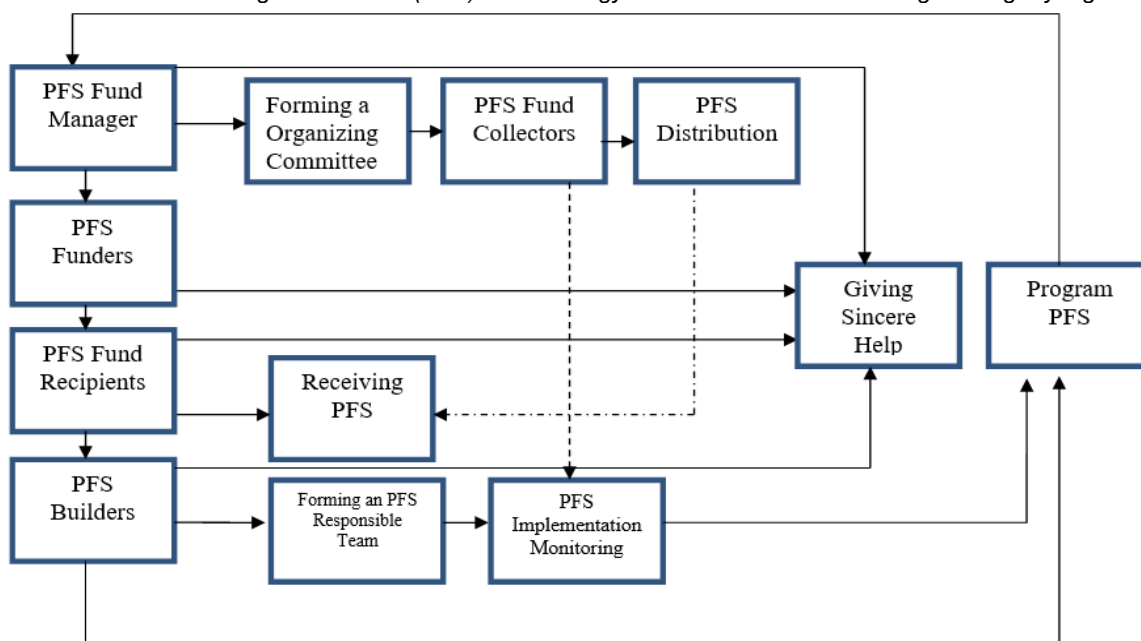 PFS Fund
Manager
Forming a
Organizing
Committee
PFS Fund
Collectors
PFS
Distribution
PFS
Funders
Giving
Sincere
Help
Program
PFS
PFS Fund
Recipients
Receiving
PFS
PFS
Builders
Forming an PFS
Responsible
Team
PFS
Implementation
Monitoring